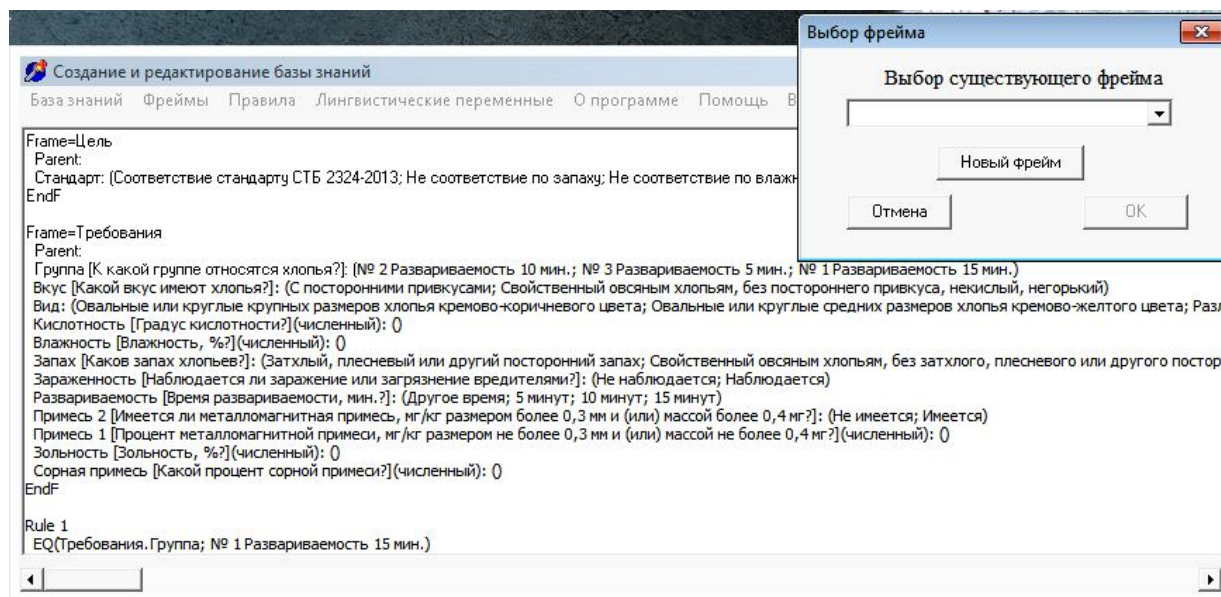 Выбор фрейма
Выбор существующего фрейма
Новый фрейм
Отмена
OK
Создание и редактирование базы знаний
База знаний Фреймы Правила Лингвистические переменные О программе Помощь В
Frame=Цель
Parent:
Стандарт: (Соответствие стандарту СТБ 2324-2013; Не соответствие по запаху; Не соответствие по влажн
EndF
Frame=Требования
Parent:
Группа [К какой группе относятся хлопья?]: (№ 2 Развариваемость 10 мин.; № 3 Развариваемость 5 мин.; № 1 Развариваемость 15 мин.)
Вкус [Какой вкус имеют хлопья?]: (С посторонними привкусами; Свойственный овсяным хлопьям, без постороннего привкуса, некислый, негорький)
Вид: (Овальные или круглые крупных размеров хлопья кремово-коричневого цвета; Овальные или круглые средних размеров хлопья кремово-желтого цвета; Разл
Кислотность [Градус кислотности?](численный): ()
Влажность [Влажность, %?](численный): ()
Запах [Каков запах хлопьев?]: (Затхлый, плесневый или другий посторонний запах; Свойственный овсяным хлопьям, без затхлого, плесневого или другого постор
Зараженность [Наблюдается ли заражение или загрязнение вредителями?]: (Не наблюдается; Наблюдается)
Развариваемость [Время развариваемости, мин.?]: (Другое время; 5 минут; 10 минут; 15 минут)
Примесь 2 [Имеется ли металломагнитная примесь, мг/кг размером более 0,3 мм и (или) массой более 0,4 мг?]: (Не имеется; Имеется)
Примесь 1 [Процент металломагнитной примеси, мг/кг размером не более 0,3 мм и (или) массой не более 0,4 мг?](численный): ()
Зольность [Зольность, %?](численный): ()
Сорная примесь [Какой процент сорной примеси?](численный): ()
EndF
Rule 1
EQ(Требования.Группа; № 1 Развариваемость 15 мин.)